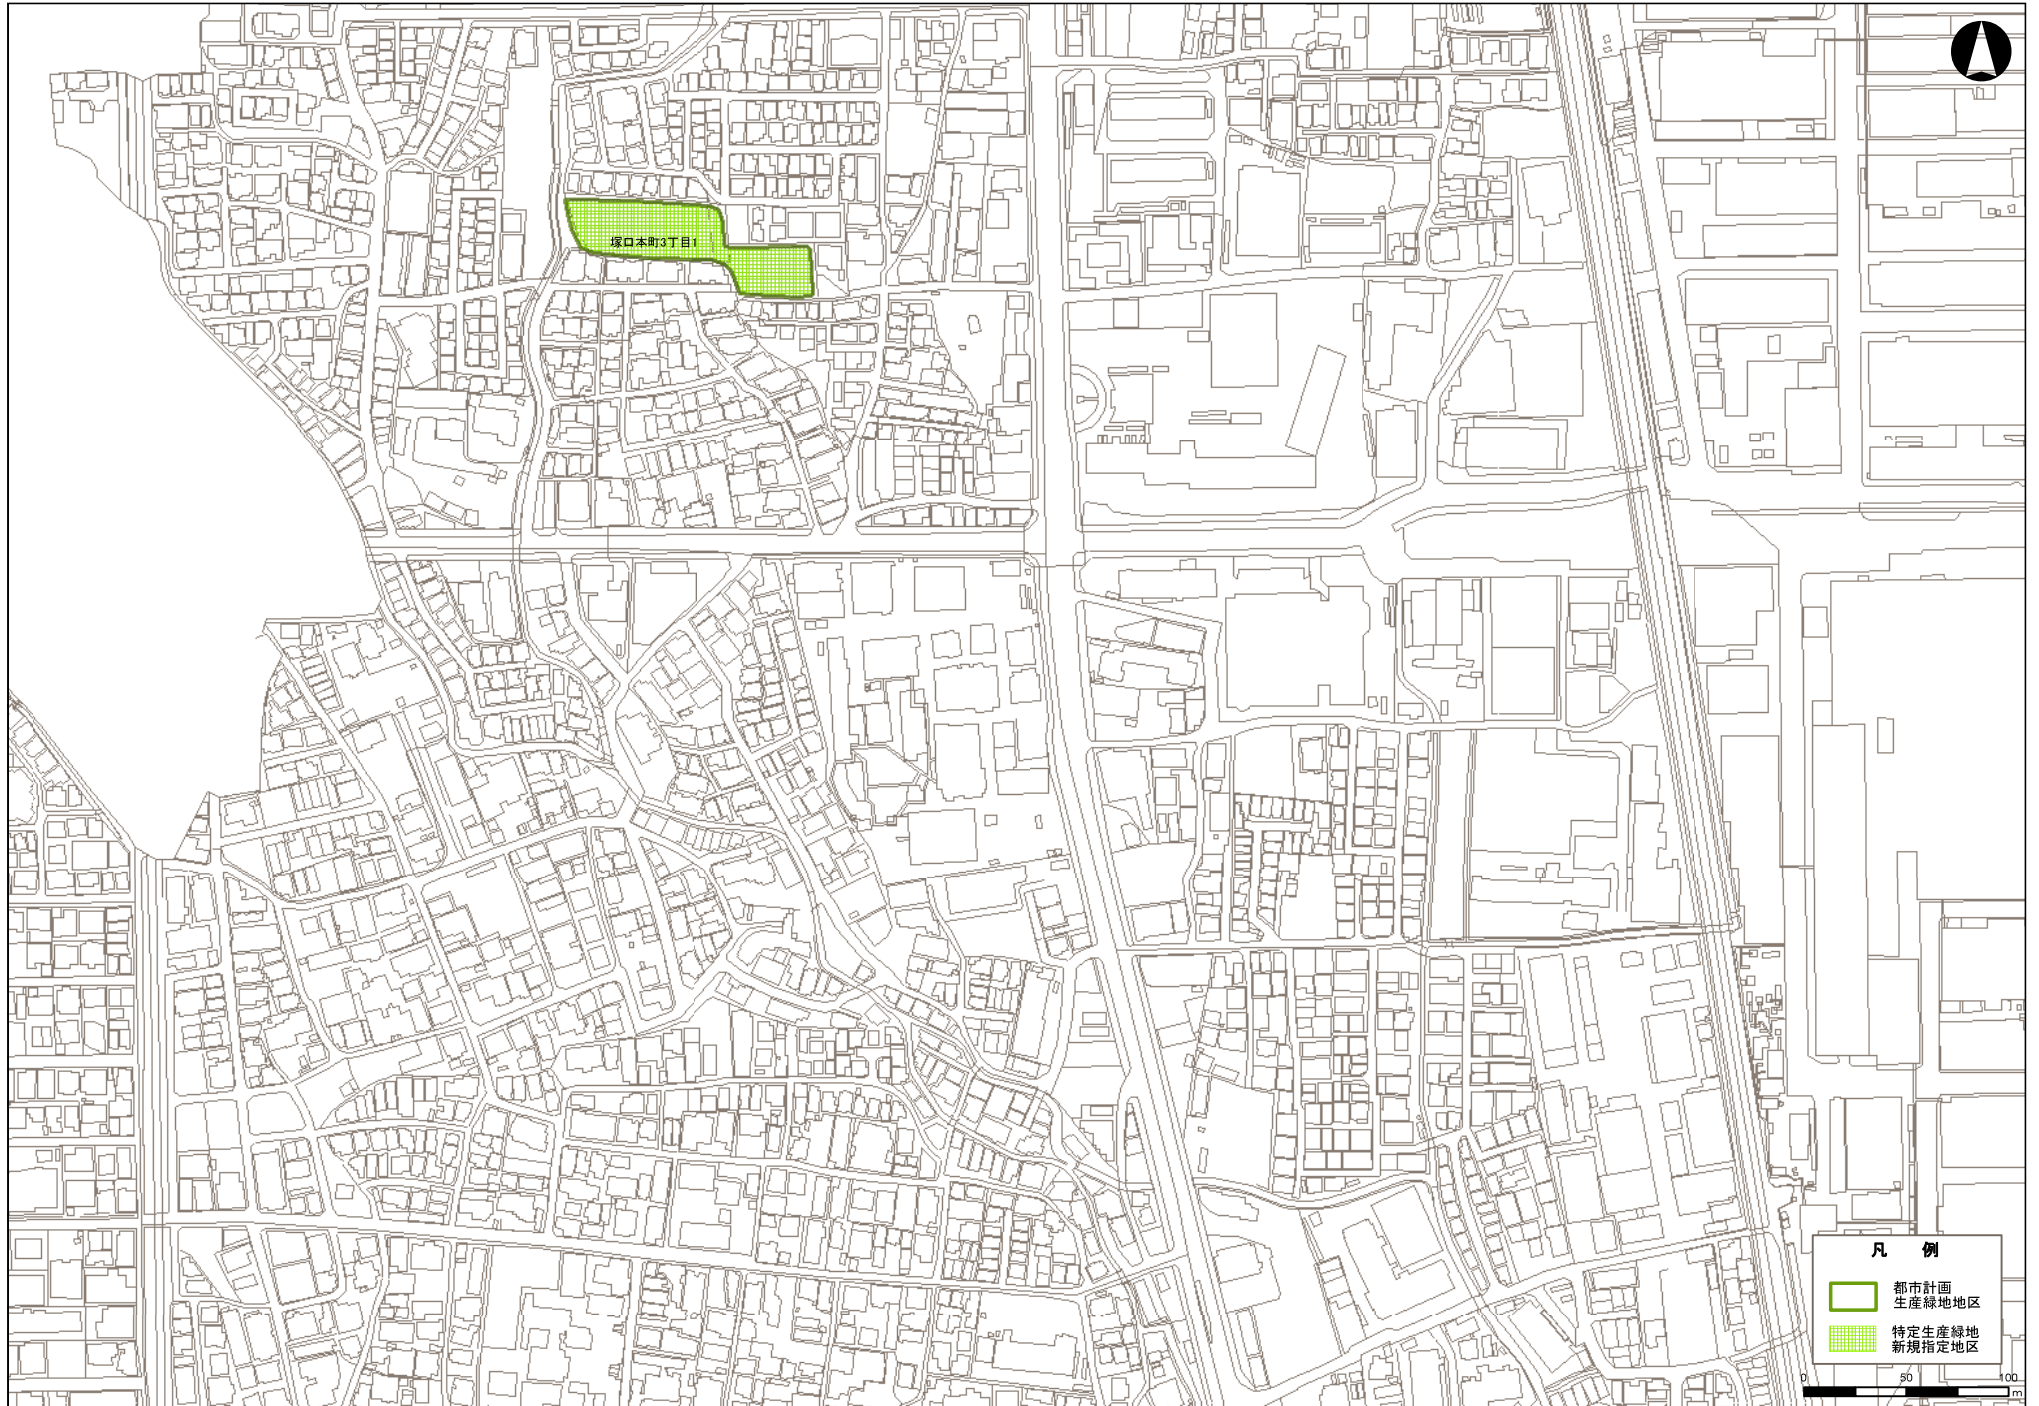 塚口本町3丁目1
凡 例
都市計画
生産緑地地区
特定生産緑地
新規指定地区
0 50 100
m